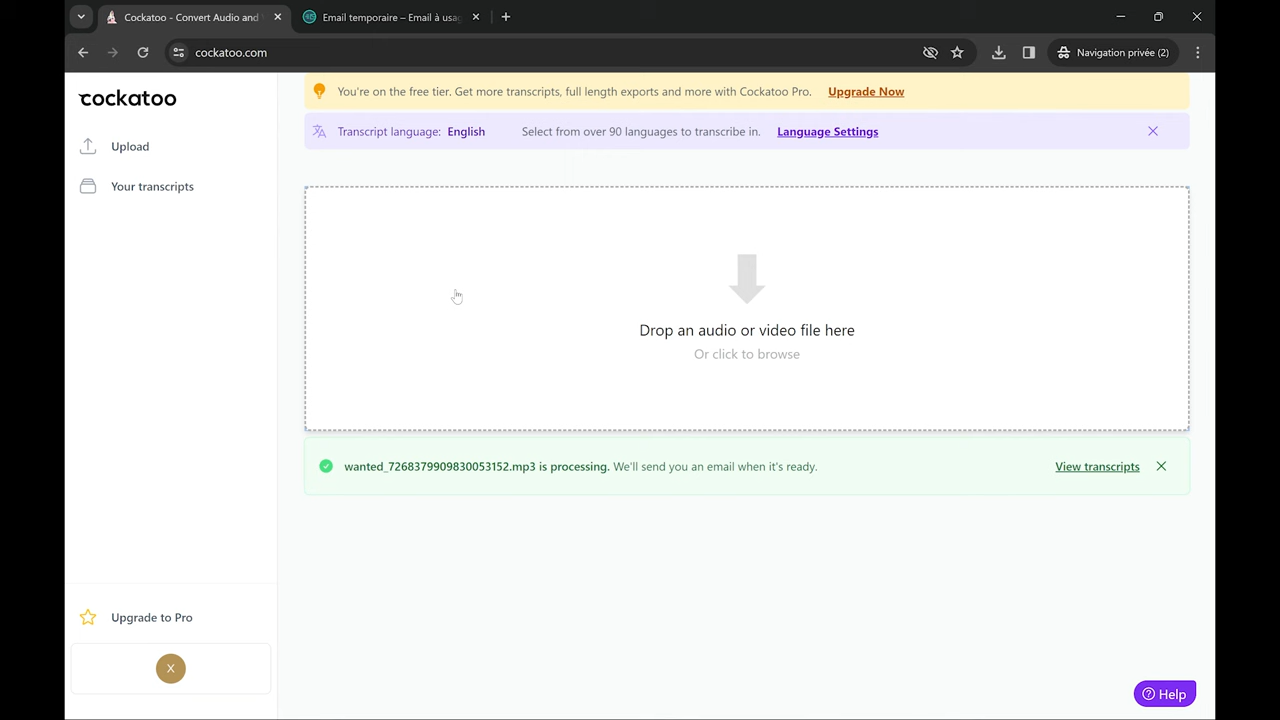 Cockatoo - Convert Audio and
Email temporaire – Email à usa
cockatoo.com
Navigation privée (2)
cockatoo
Upload
Your transcripts
You're on the free tier. Get more transcripts, full length exports and more with Cockatoo Pro. Upgrade Now
Transcript language: English Select from over 90 languages to transcribe in. Language Settings
Drop an audio or video file here
Or click to browse
wanted_7268379909830053152.mp3 is processing. We'll send you an email when it's ready. View transcripts
Upgrade to Pro
X
Help